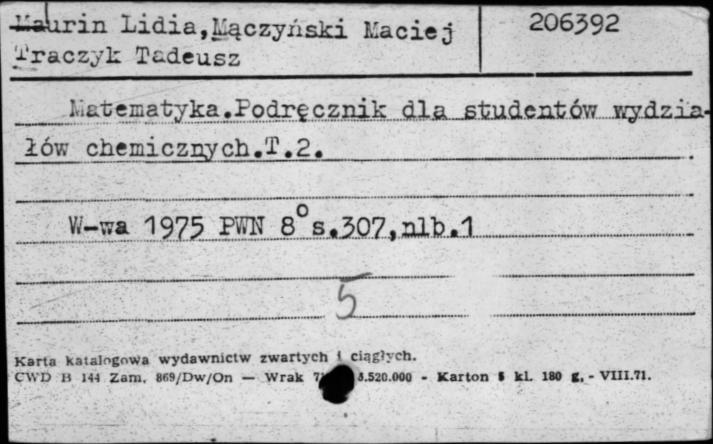 Maurin Lidia,Mączyński Maciej
Traczyk Tadeusz
206392
Matematyka.Podręcznik dla studentów wydzia-
łów chemicznych.T.2.
W-wa 1975 PWN 8° s.307,nlb.1
5
Karta katalogowa wydawnictw zwartych i ciągłych.
CWD B 144 Zam. 869/Dw/On — Wrak .520.000 - Karton kl. 180 g. - VIII.71.